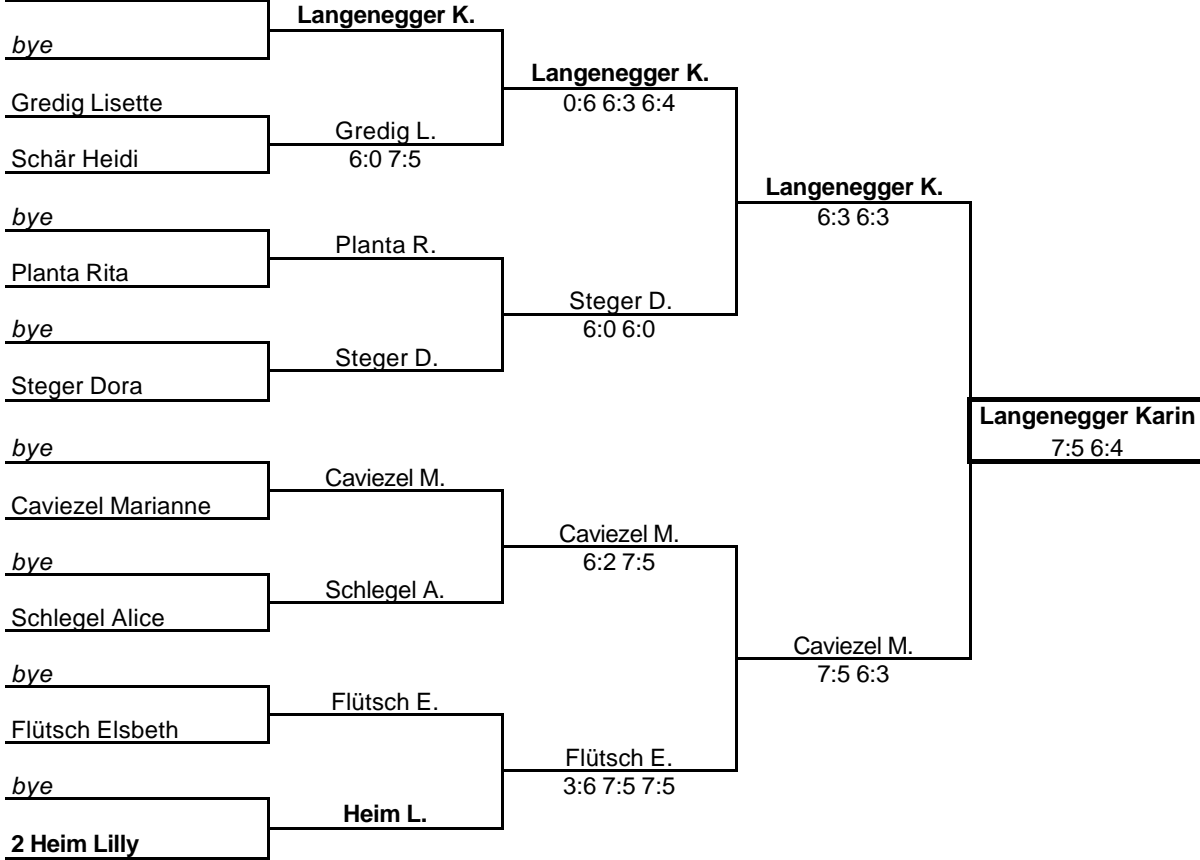 Langenegger K.
bye
Langenegger K.
Gredig Lisette
0:6 6:3 6:4
Gredig L.
Schär Heidi
6:0 7:5
Langenegger K.
bye
6:3 6:3
Planta R.
Planta Rita
Steger D.
bye
6:0 6:0
Steger D.
Steger Dora
Langenegger Karin
bye
7:5 6:4
Caviezel M.
Caviezel Marianne
Caviezel M.
bye
6:2 7:5
Schlegel A.
Schlegel Alice
Caviezel M.
bye
7:5 6:3
Flütsch E.
Flütsch Elsbeth
Flütsch E.
bye
3:6 7:5 7:5
Heim L.
2 Heim Lilly